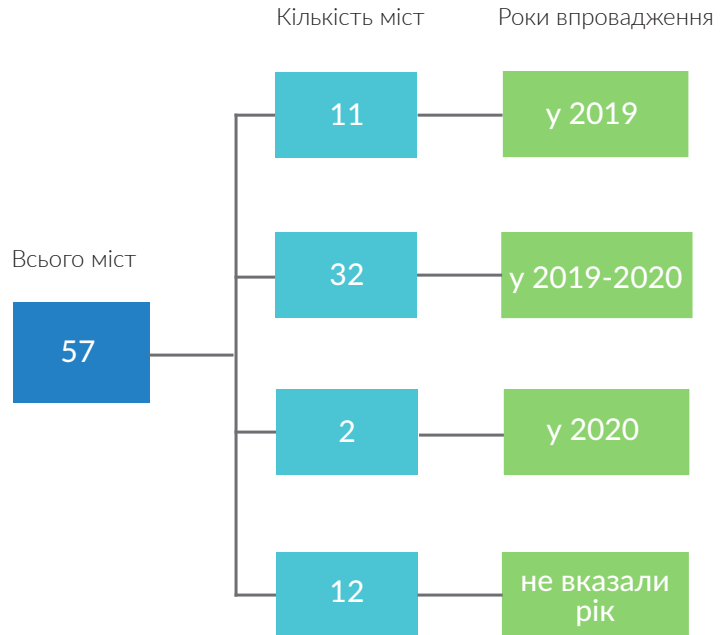 Кількість міст
Роки впровадження
11
у 2019
32
у 2019-2020
Всього міст
57
2
у 2020
12
не вказали
рік